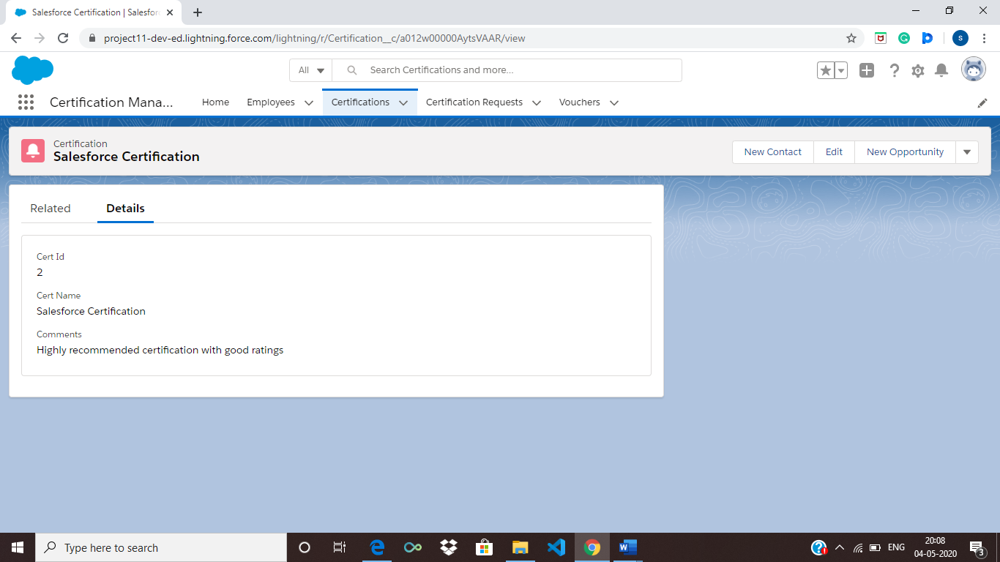 Salesforce Certification | Salesfor
project11-dev-ed.lightning.force.com/lightning/r/Certification__c/a012w00000AytsVAAR/view
S
All
Search Certifications and more...
Certification Mana...
Home
Employees
Certifications
Certification Requests
Vouchers
Certification
Salesforce Certification
New Contact
Edit
New Opportunity
Related
Details
Cert Id
2
Cert Name
Salesforce Certification
Comments
Highly recommended certification with good ratings
Type here to search
ENG
20:08
04-05-2020
3